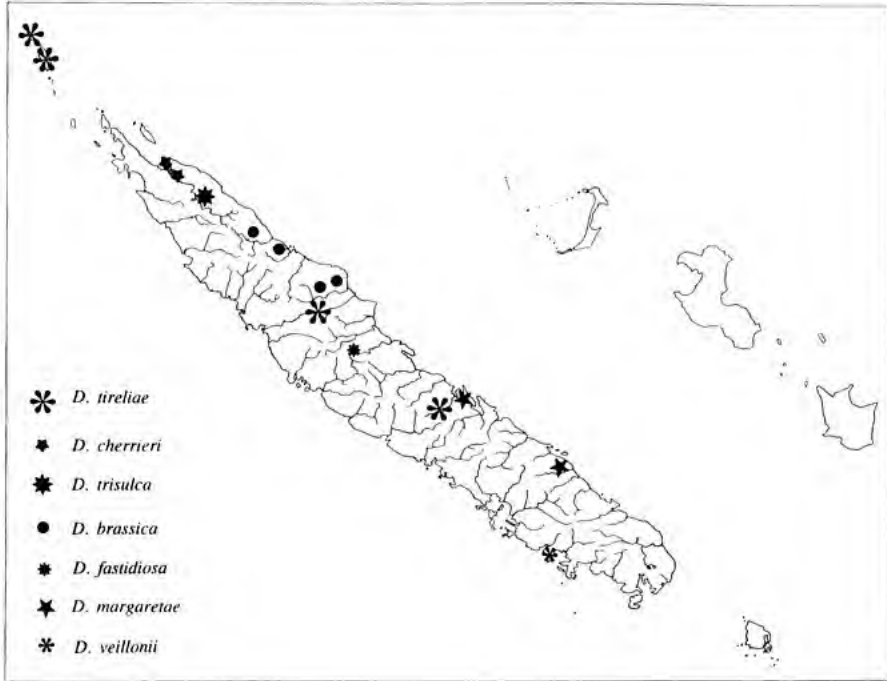 D. tireliae
D. cherrieri
D. trisulca
D. brassica
D. fastidiosa
D. margaretae
D. veillonii